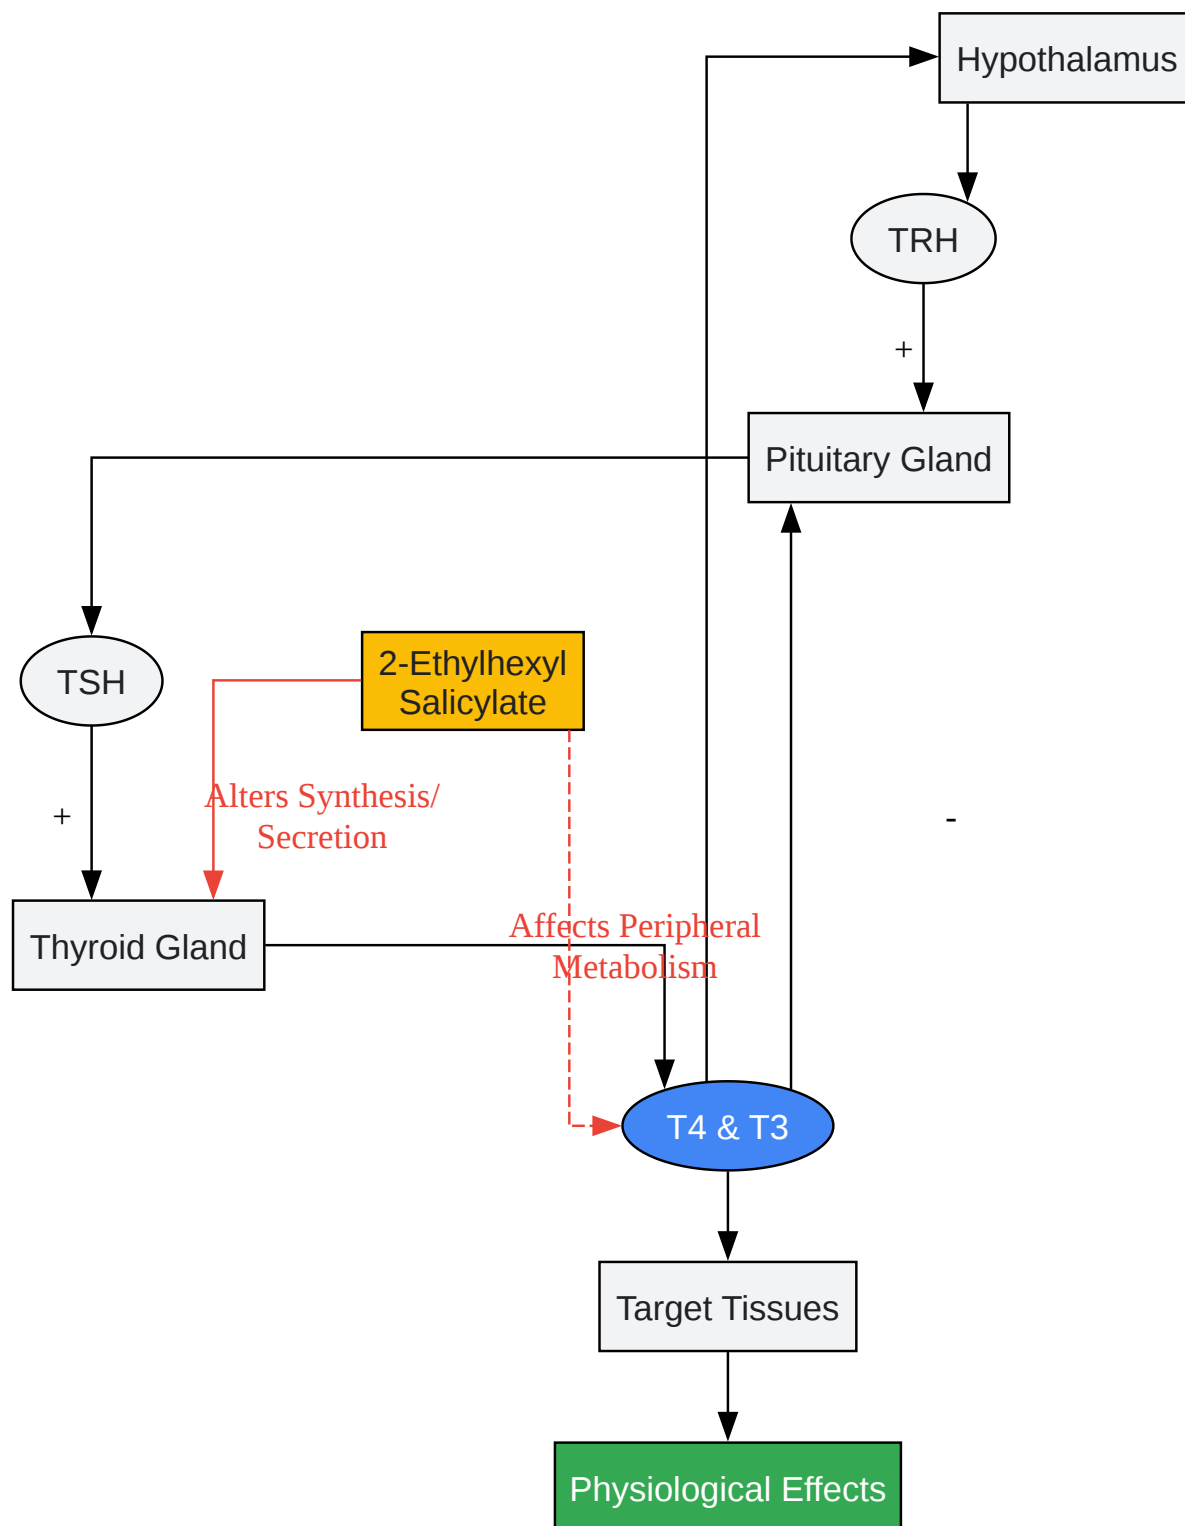 Hypothalamus
TRH
+
Pituitary Gland
TSH
2-Ethylhexyl
Salicylate
Alters Synthesis/
Secretion
+
-
Thyroid Gland
Affects Peripheral
Metabolism
T4 & T3
Target Tissues
Physiological Effects